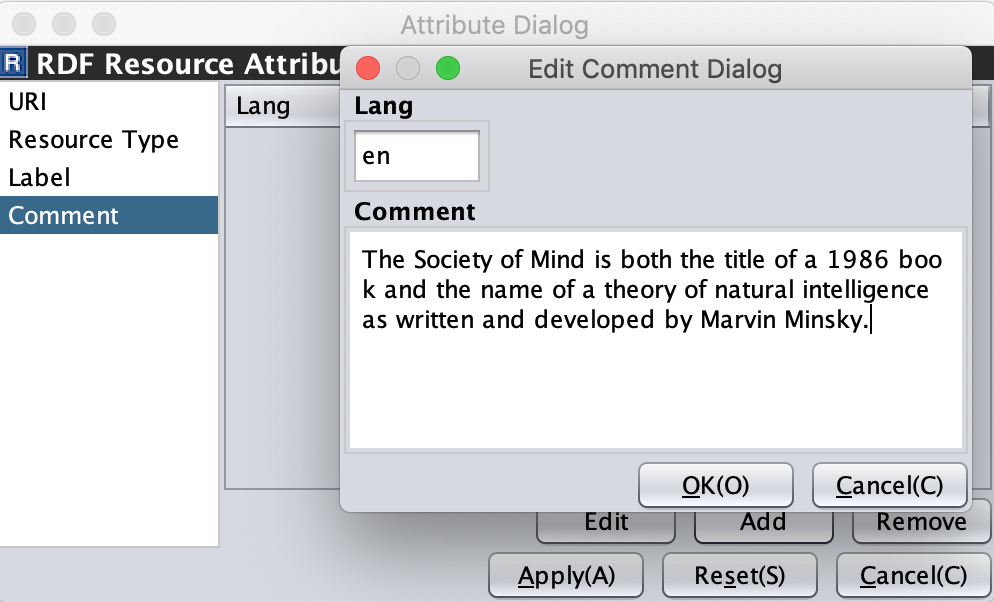 Attribute Dialog
R RDF Resource Attribu
Edit Comment Dialog
URI
Resource Type
Label
Comment
Lang
Lang
en
Comment
The Society of Mind is both the title of a 1986 boo
k and the name of a theory of natural intelligence
as written and developed by Marvin Minsky.
OK(O) Cancel(C)
Edit Add Remove
Apply(A) Reset(S) Cancel(C)